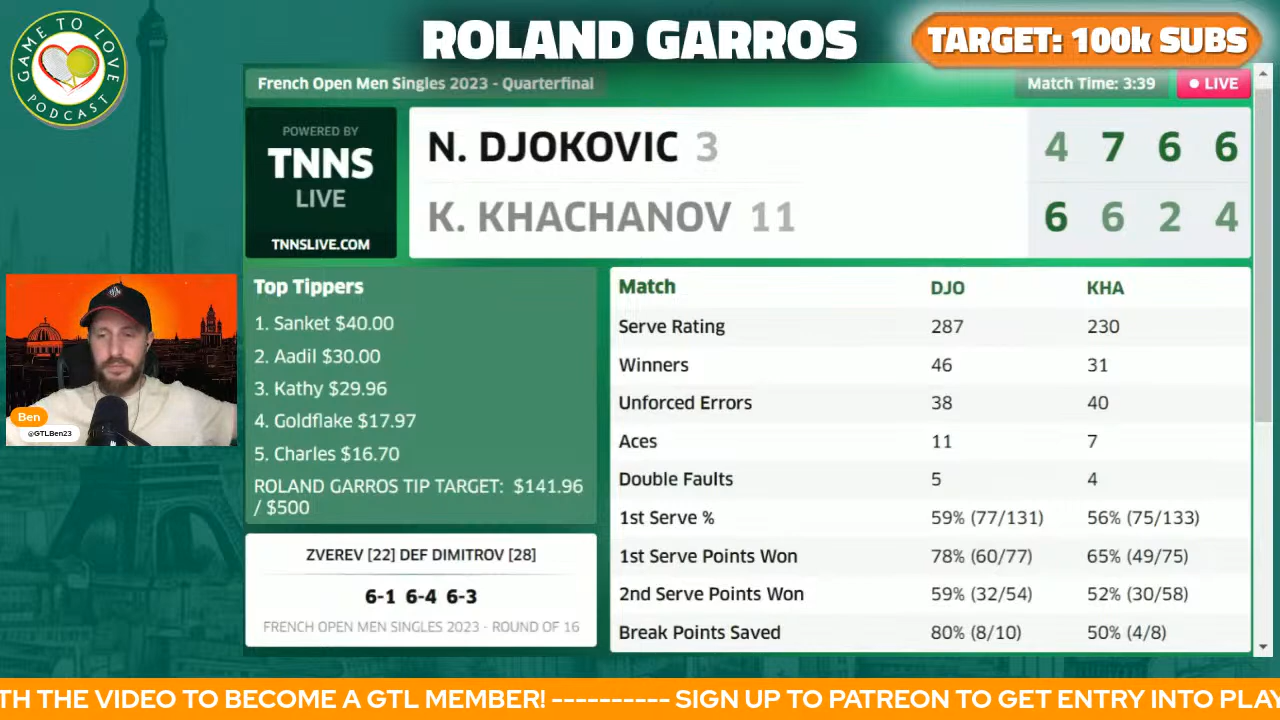 GAME TO LOVE
PODCAST
ROLAND GARROS
TARGET: 100k SUBS
French Open Men Singles 2023 - Quarterfinal
Match Time: 3:39
LIVE
POWERED BY
TNNS
LIVE
TNNSLIVE.COM
N. DJOKOVIC 3 4 7 6 6
K. KHACHANOV 11 6 6 2 4
Top Tippers
1. Sanket $40.00
2. Aadil $30.00
3. Kathy $29.96
4. Goldflake $17.97
5. Charles $16.70
ROLAND GARROS TIP TARGET: $141.96
/ $500
ZVEREV [22] DEF DIMITROV [28]
6-1 6-4 6-3
FRENCH OPEN MEN SINGLES 2023 - ROUND OF 16
Match DJO KHA
Serve Rating 287 230
Winners 46 31
Unforced Errors 38 40
Aces 11 7
Double Faults 5 4
1st Serve % 59% (77/131) 56% (75/133)
1st Serve Points Won 78% (60/77) 65% (49/75)
2nd Serve Points Won 59% (32/54) 52% (30/58)
Break Points Saved 80% (8/10) 50% (4/8)
Ben
@GTLBen23
TH THE VIDEO TO BECOME A GTL MEMBER! ---------- SIGN UP TO PATREON TO GET ENTRY INTO PLAY